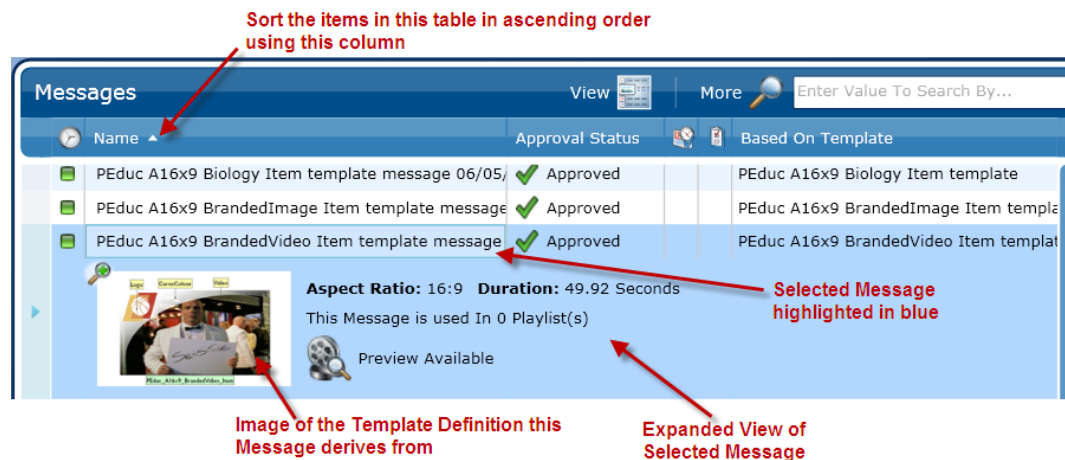 Sort the items in this table in ascending order
using this column
Messages
View
More
Enter Value To Search By...
Name
Approval Status
Based On Template
PEduc A16x9 Biology Item template message 06/05/
Approved
PEduc A16x9 Biology Item template
PEduc A16x9 BrandedImage Item template message
Approved
PEduc A16x9 BrandedImage Item templa
PEduc A16x9 BrandedVideo Item template message
Approved
PEduc A16x9 BrandedVideo Item templat
Logo
CurveCutout
Video
PEduc_A16x9_BrandedVideo_Item
Aspect Ratio: 16:9 Duration: 49.92 Seconds
This Message is used In 0 Playlist(s)
Preview Available
Selected Message
highlighted in blue
Image of the Template Definition this
Message derives from
Expanded View of
Selected Message